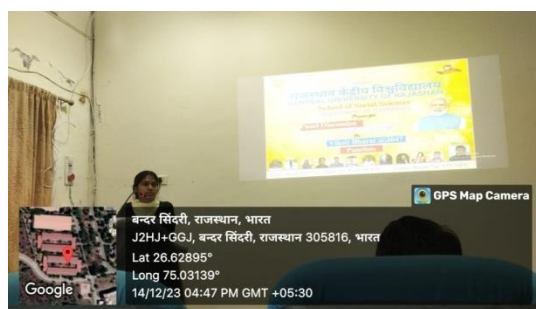 राजस्थान केंद्रीय विश्वविद्यालय
CENTRAL UNIVERSITY OF RAJASTHAN
School of Social Sciences
Panel Discussion
GPS Map Camera
बन्दर सिंदरी, राजस्थान, भारत
J2HJ+GGJ, बन्दर सिंदरी, राजस्थान 305816, भारत
Lat 26.62895°
Long 75.03139°
14/12/23 04:47 PM GMT +05:30
Google